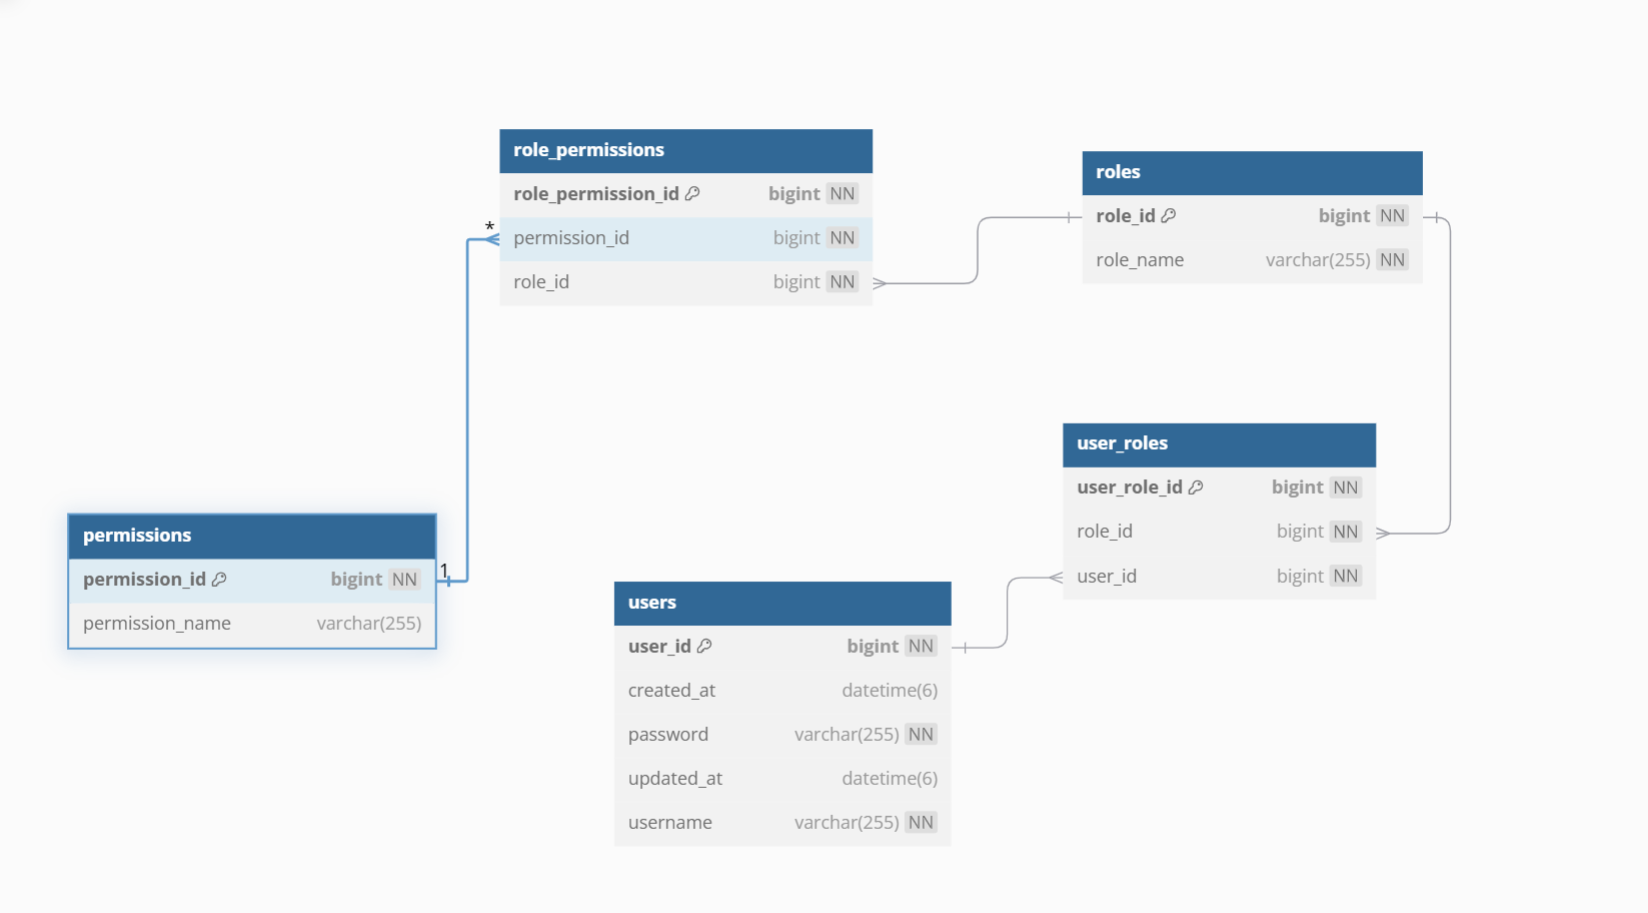 role_permissions
role_permission_id bigint NN
* permission_id bigint NN
role_id bigint NN
roles
role_id bigint NN
role_name varchar(255) NN
user_roles
user_role_id bigint NN
role_id bigint NN
user_id bigint NN
permissions
permission_id bigint NN 1
permission_name varchar(255)
users
user_id bigint NN
created_at datetime(6)
password varchar(255) NN
updated_at datetime(6)
username varchar(255) NN